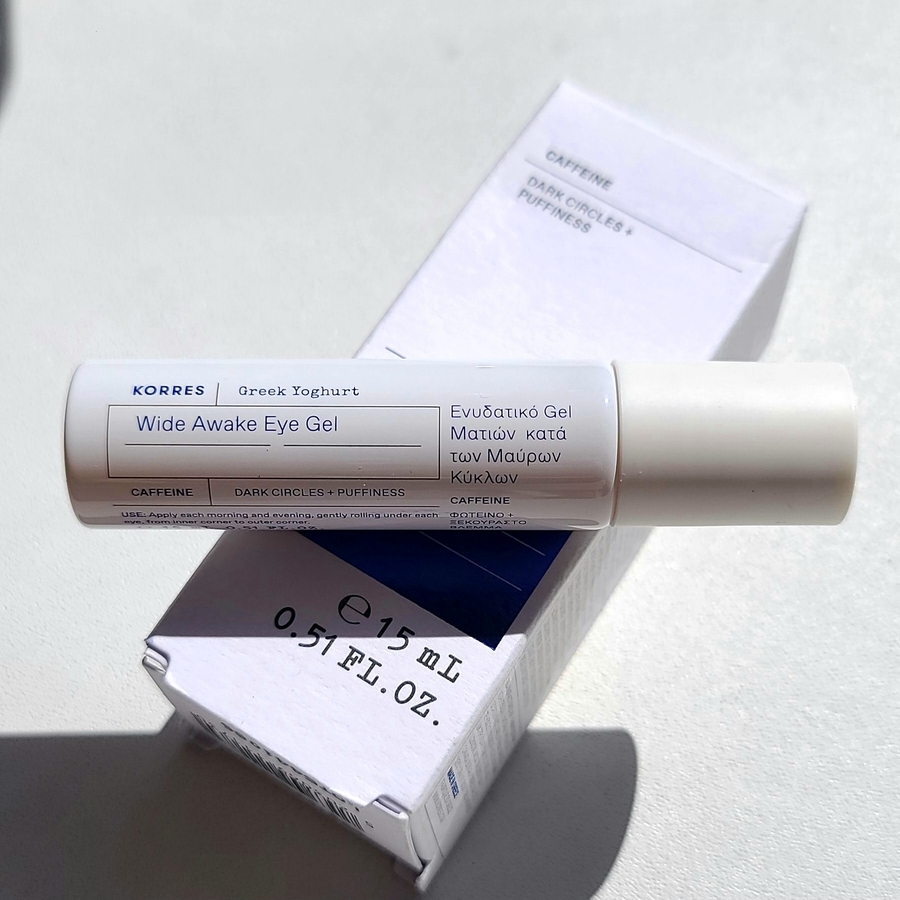 CAFFEINE
DARK CIRCLES +
PUFFINESS
KORRES Greek Yoghurt
Wide Awake Eye Gel
CAFFEINE DARK CIRCLES + PUFFINESS
USE: Apply each morning and evening, gently rolling under each
eye, from inner corner to outer corner.
Ενυδατικό Gel
Ματιών κατά
των Μαύρων
Κύκλων
CAFFEINE
ΦΩΤΕΙΝΟ +
ΞΕΚΟΥΡΑΣΤΟ
ΒΛΕΜΜΑ
℮ 15 mL
0.51 FL.OZ.